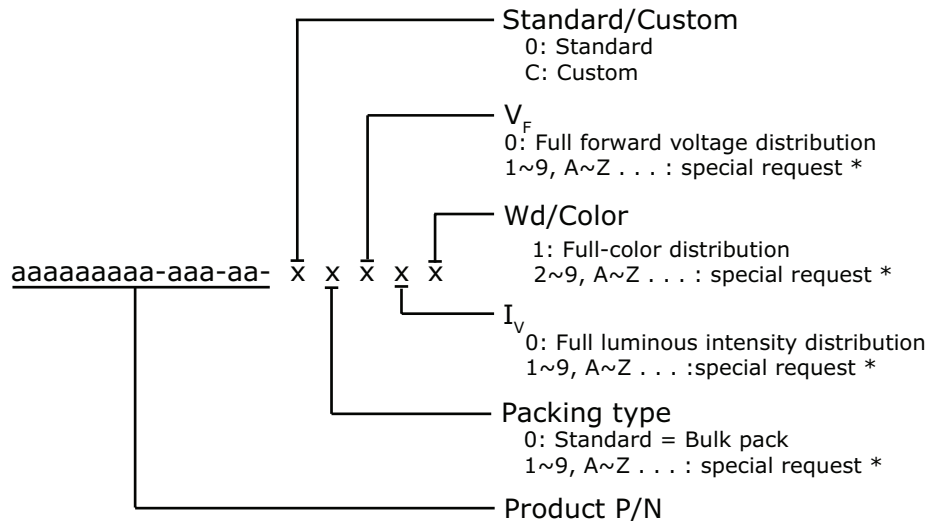 Standard/Custom
0: Standard
C: Custom
VF
0: Full forward voltage distribution
1~9, A~Z . . . : special request *
Wd/Color
1: Full-color distribution
2~9, A~Z . . . : special request *
aaaaaaaaa-aaa-aa- x x x x x
IV
0: Full luminous intensity distribution
1~9, A~Z . . . :special request *
Packing type
0: Standard = Bulk pack
1~9, A~Z . . . : special request *
Product P/N